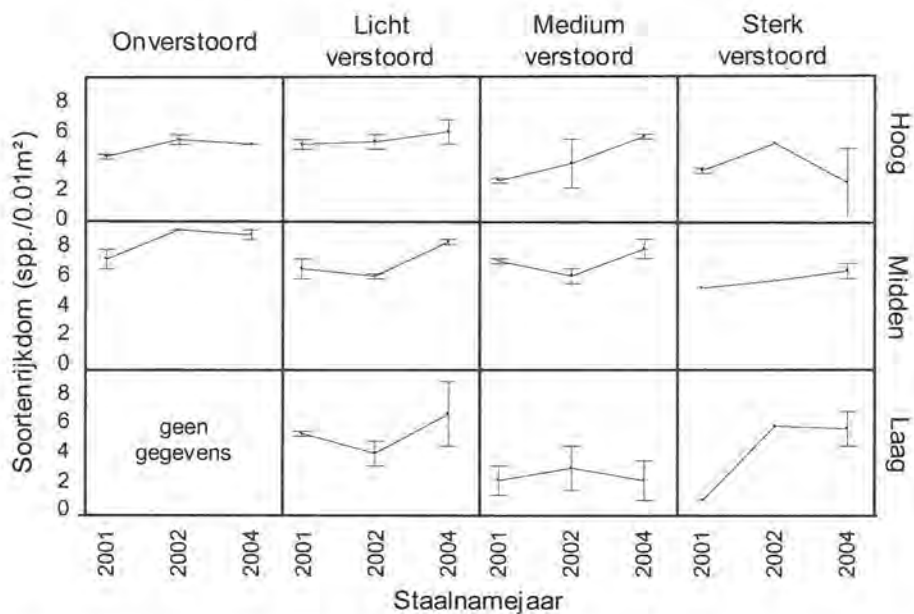 Onverstoord
Licht
verstoord
Medium
verstoord
Sterk
verstoord
Soortenrijkdom (spp./0.01m²)
8
6
4
2
0
Hoog
8
6
4
2
0
Midden
8
6
4
2
0
geen
gegevens
Laag
2001
2002
2004
2001
2002
2004
2001
2002
2004
2001
2002
2004
Staalnamejaar